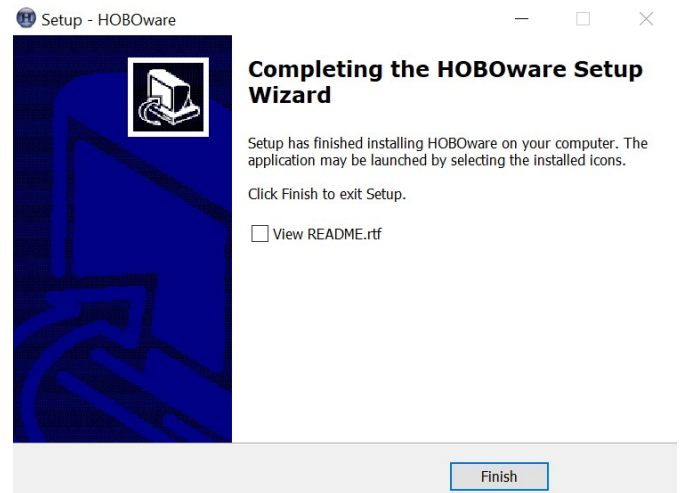 Setup - HOBOware
Completing the HOBOware Setup
Wizard
Setup has finished installing HOBOware on your computer. The
application may be launched by selecting the installed icons.
Click Finish to exit Setup.
View README.rtf
Finish